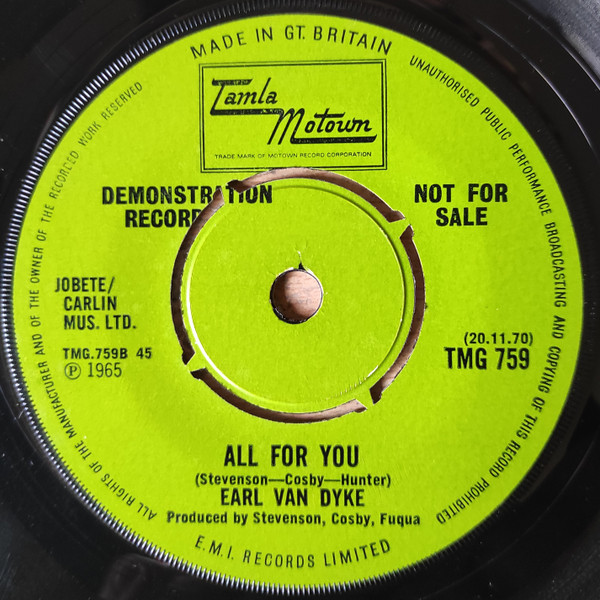 MADE IN GT. BRITAIN
UNAUTHORISED PUBLIC PERFORMANCE BROADCASTING AND COPYING OF THIS RECORD PROHIBITED
ALL RIGHTS OF THE MANUFACTURER AND OF THE OWNER OF THE RECORDED WORK RESERVED
Tamla
Motown
TRADE MARK OF MOTOWN RECORD CORPORATION
DEMONSTRATION
RECORD
NOT FOR
SALE
JOBETE/
CARLIN
MUS. LTD.
TMG.759B 45
℗ 1965
(20.11.70)
TMG 759
ALL FOR YOU
(Stevenson—Cosby—Hunter)
EARL VAN DYKE
Produced by Stevenson, Cosby, Fuqua
E.M.I. RECORDS LIMITED